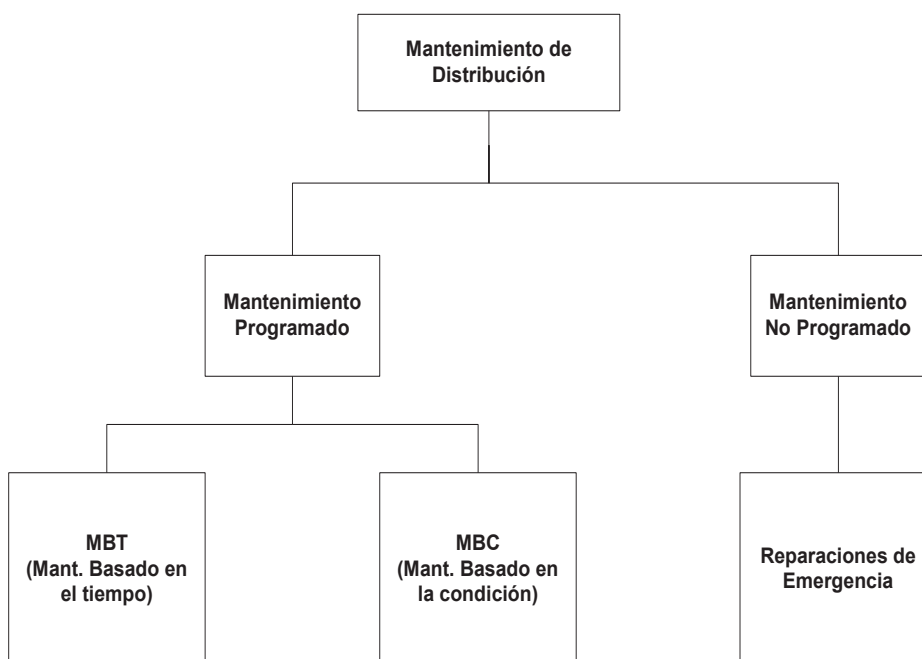 Mantenimiento de
Distribución
Mantenimiento
Programado
Mantenimiento
No Programado
MBT
(Mant. Basado en
el tiempo)
MBC
(Mant. Basado en
la condición)
Reparaciones de
Emergencia